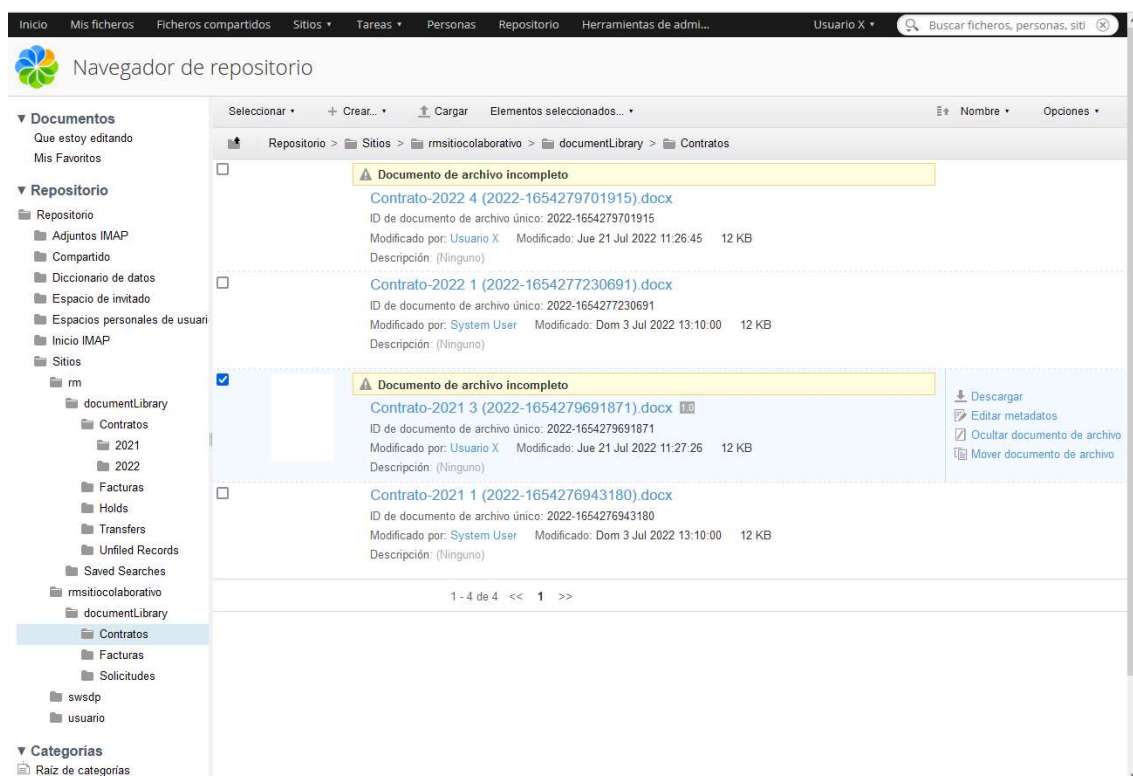 Inicio Mis ficheros Ficheros compartidos Sitios Tareas Personas Repositorio Herramientas de admi... Usuario X Buscar ficheros, personas, siti
Navegador de repositorio
Documentos
Que estoy editando
Mis Favoritos
Repositorio
Repositorio
Adjuntos IMAP
Compartido
Diccionario de datos
Espacio de invitado
Espacios personales de usuari
Inicio IMAP
Sitios
rm
documentLibrary
Contratos
2021
2022
Facturas
Holds
Transfers
Unfiled Records
Saved Searches
rmsitiocolaborativo
documentLibrary
Contratos
Facturas
Solicitudes
swsdp
usuario
Categorías
Raíz de categorías
Seleccionar + Crear... Cargar Elementos seleccionados... Nombre Opciones
Repositorio > Sitios > rmsitiocolaborativo > documentLibrary > Contratos
Documento de archivo incompleto
Contrato-2022 4 (2022-1654279701915).docx
ID de documento de archivo único: 2022-1654279701915
Modificado por: Usuario X Modificado: Jue 21 Jul 2022 11:26:45 12 KB
Descripción: (Ninguno)
Contrato-2022 1 (2022-1654277230691).docx
ID de documento de archivo único: 2022-1654277230691
Modificado por: System User Modificado: Dom 3 Jul 2022 13:10:00 12 KB
Descripción: (Ninguno)
Documento de archivo incompleto
Contrato-2021 3 (2022-1654279691871).docx 1.0
ID de documento de archivo único: 2022-1654279691871
Modificado por: Usuario X Modificado: Jue 21 Jul 2022 11:27:26 12 KB
Descripción: (Ninguno)
Descargar
Editar metadatos
Ocultar documento de archivo
Mover documento de archivo
Contrato-2021 1 (2022-1654276943180).docx
ID de documento de archivo único: 2022-1654276943180
Modificado por: System User Modificado: Dom 3 Jul 2022 13:10:00 12 KB
Descripción: (Ninguno)
1 - 4 de 4 << 1 >>